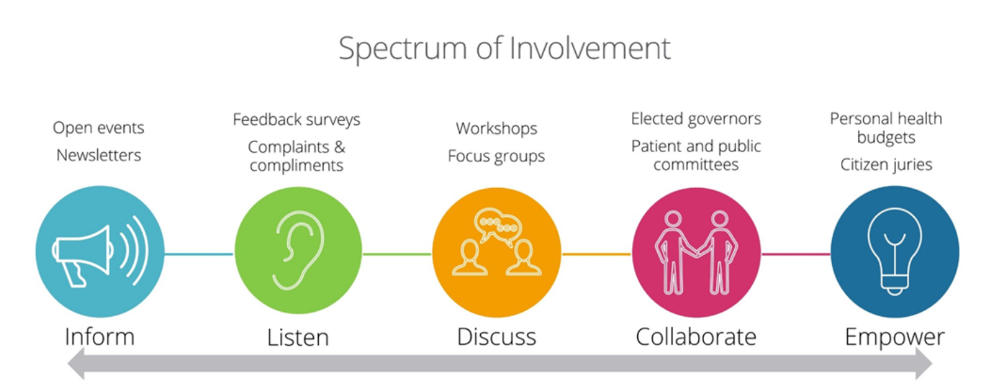 Spectrum of Involvement
Open events
Newsletters
Feedback surveys
Complaints &
compliments
Workshops
Focus groups
Elected governors
Patient and public
committees
Personal health
budgets
Citizen juries
Inform
Listen
Discuss
Collaborate
Empower